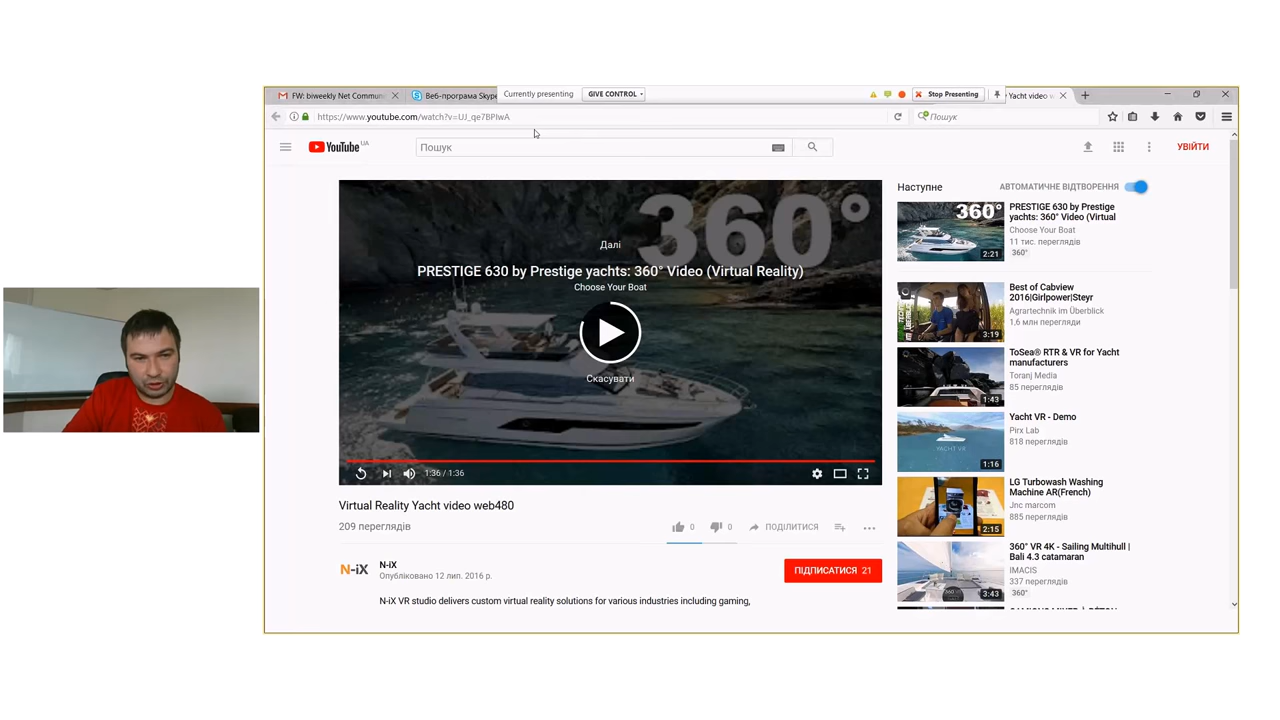 FW: biweekly Net Commun
Веб-програма Skype
Currently presenting
GIVE CONTROL
Stop Presenting
Yacht video w
https://www.youtube.com/watch?v=UJ_qe7BPIwA
Пошук
YouTube UA
Пошук
УВІЙТИ
360°
Далі
PRESTIGE 630 by Prestige yachts: 360° Video (Virtual Reality)
Choose Your Boat
Скасувати
1:36 / 1:36
Virtual Reality Yacht video web480
209 переглядів
0
0
ПОДІЛИТИСЯ
N-iX
N-iX
Опубліковано 12 лип. 2016 р.
ПІДПИСАТИСЯ 21
N-iX VR studio delivers custom virtual reality solutions for various industries including gaming,
Наступне
АВТОМАТИЧНЕ ВІДТВОРЕННЯ
360°
2:21
PRESTIGE 630 by Prestige
yachts: 360° Video (Virtual
Choose Your Boat
11 тис. переглядів
360°
3:19
Best of Cabview
2016|Girlpower|Steyr
Agrartechnik im Überblick
1,6 млн перегляди
1:43
ToSea® RTR & VR for Yacht
manufacturers
Toranj Media
85 переглядів
YACHT VR
1:16
Yacht VR - Demo
Pirx Lab
818 переглядів
2:15
LG Turbowash Washing
Machine AR(French)
Jnc marcom
885 переглядів
3:43
360° VR 4K - Sailing Multihull |
Bali 4.3 catamaran
IMACIS
337 переглядів
360°